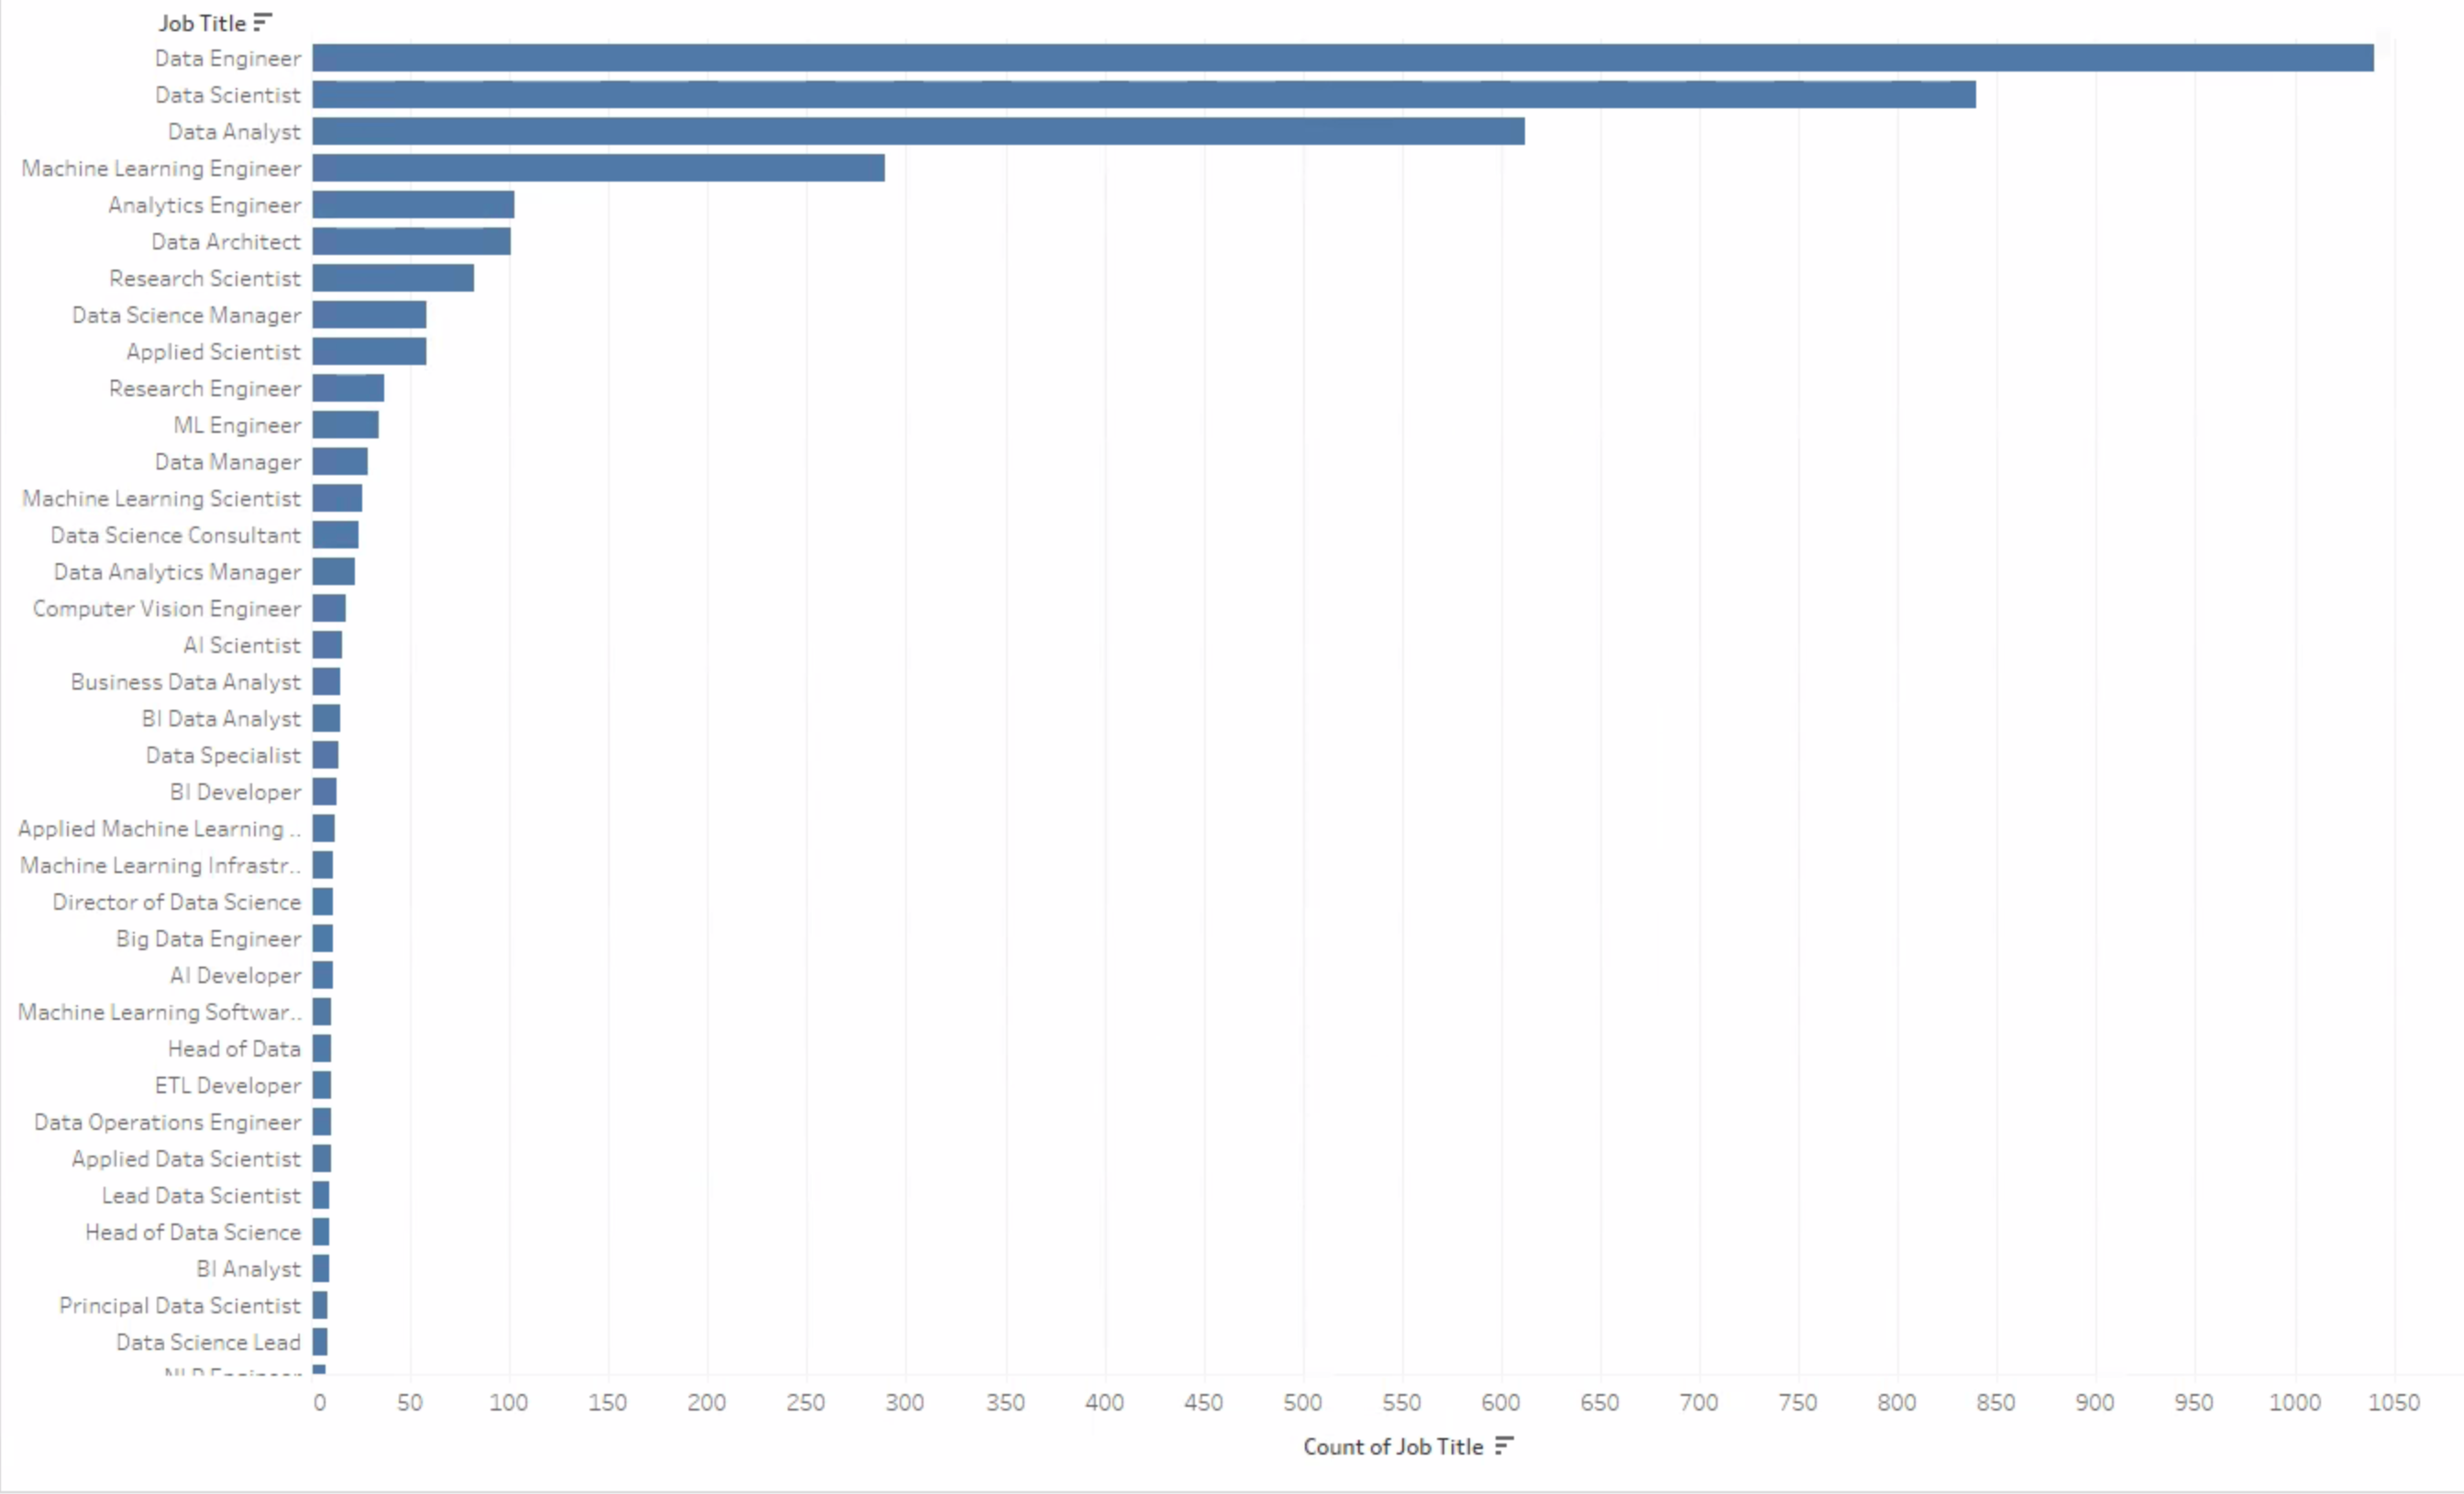 Job Title
Data Engineer
Data Scientist
Data Analyst
Machine Learning Engineer
Analytics Engineer
Data Architect
Research Scientist
Data Science Manager
Applied Scientist
Research Engineer
ML Engineer
Data Manager
Machine Learning Scientist
Data Science Consultant
Data Analytics Manager
Computer Vision Engineer
AI Scientist
Business Data Analyst
BI Data Analyst
Data Specialist
BI Developer
Applied Machine Learning ..
Machine Learning Infrastr..
Director of Data Science
Big Data Engineer
AI Developer
Machine Learning Softwar..
Head of Data
ETL Developer
Data Operations Engineer
Applied Data Scientist
Lead Data Scientist
Head of Data Science
BI Analyst
Principal Data Scientist
Data Science Lead
0 50 100 150 200 250 300 350 400 450 500 550 600 650 700 750 800 850 900 950 1000 1050
Count of Job Title